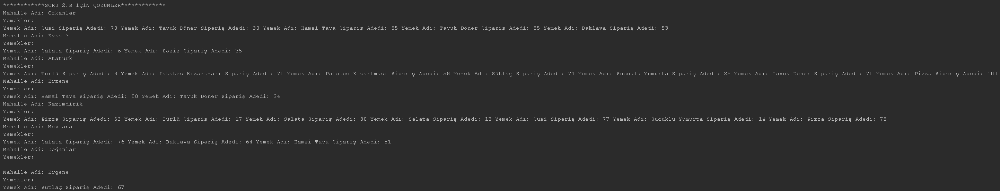 ************SORU 2.B İÇİN ÇÖZÜMLER*************
Mahalle Adi: Özkanlar
Yemekler;
Yemek Adı: Suşi Sipariş Adedi: 70 Yemek Adı: Tavuk Döner Sipariş Adedi: 30 Yemek Adı: Hamsi Tava Sipariş Adedi: 55 Yemek Adı: Tavuk Döner Sipariş Adedi: 85 Yemek Adı: Baklava Sipariş Adedi: 53
Mahalle Adi: Evka 3
Yemekler;
Yemek Adı: Salata Sipariş Adedi: 6 Yemek Adı: Sosis Sipariş Adedi: 35
Mahalle Adi: Atatürk
Yemekler;
Yemek Adı: Türlü Sipariş Adedi: 8 Yemek Adı: Patates Kızartması Sipariş Adedi: 70 Yemek Adı: Patates Kızartması Sipariş Adedi: 58 Yemek Adı: Sütlaç Sipariş Adedi: 71 Yemek Adı: Sucuklu Yumurta Sipariş Adedi: 25 Yemek Adı: Tavuk Döner Sipariş Adedi: 70 Yemek Adı: Pizza Sipariş Adedi: 100
Mahalle Adi: Erzene
Yemekler;
Yemek Adı: Hamsi Tava Sipariş Adedi: 88 Yemek Adı: Tavuk Döner Sipariş Adedi: 34
Mahalle Adi: Kazımdirik
Yemekler;
Yemek Adı: Pizza Sipariş Adedi: 53 Yemek Adı: Türlü Sipariş Adedi: 17 Yemek Adı: Salata Sipariş Adedi: 80 Yemek Adı: Salata Sipariş Adedi: 13 Yemek Adı: Suşi Sipariş Adedi: 77 Yemek Adı: Sucuklu Yumurta Sipariş Adedi: 14 Yemek Adı: Pizza Sipariş Adedi: 78
Mahalle Adi: Mevlana
Yemekler;
Yemek Adı: Salata Sipariş Adedi: 76 Yemek Adı: Baklava Sipariş Adedi: 64 Yemek Adı: Hamsi Tava Sipariş Adedi: 51
Mahalle Adi: Doğanlar
Yemekler;
Mahalle Adi: Ergene
Yemekler;
Yemek Adı: Sütlaç Sipariş Adedi: 67